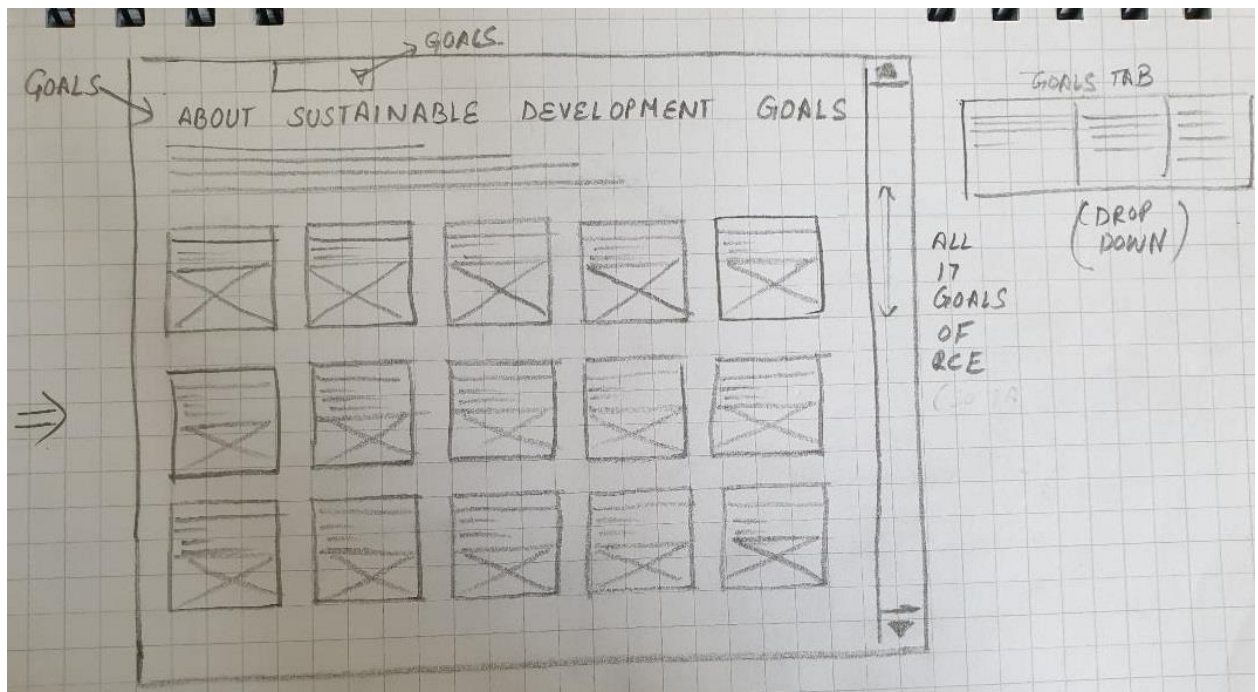 GOALS
GOALS
ABOUT SUSTAINABLE DEVELOPMENT GOALS
GOALS TAB
(DROP
DOWN)
ALL
17
GOALS
OF
RCE